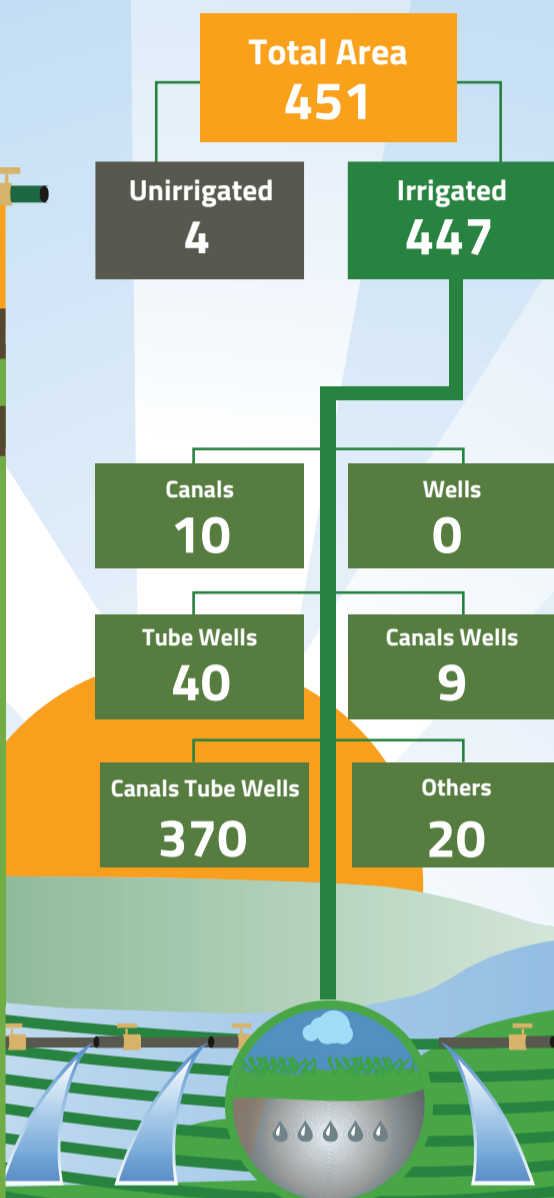 Total Area
451
Unirrigated
4
Irrigated
447
Canals
10
Wells
0
Tube Wells
40
Canals Wells
9
Canals Tube Wells
370
Others
20